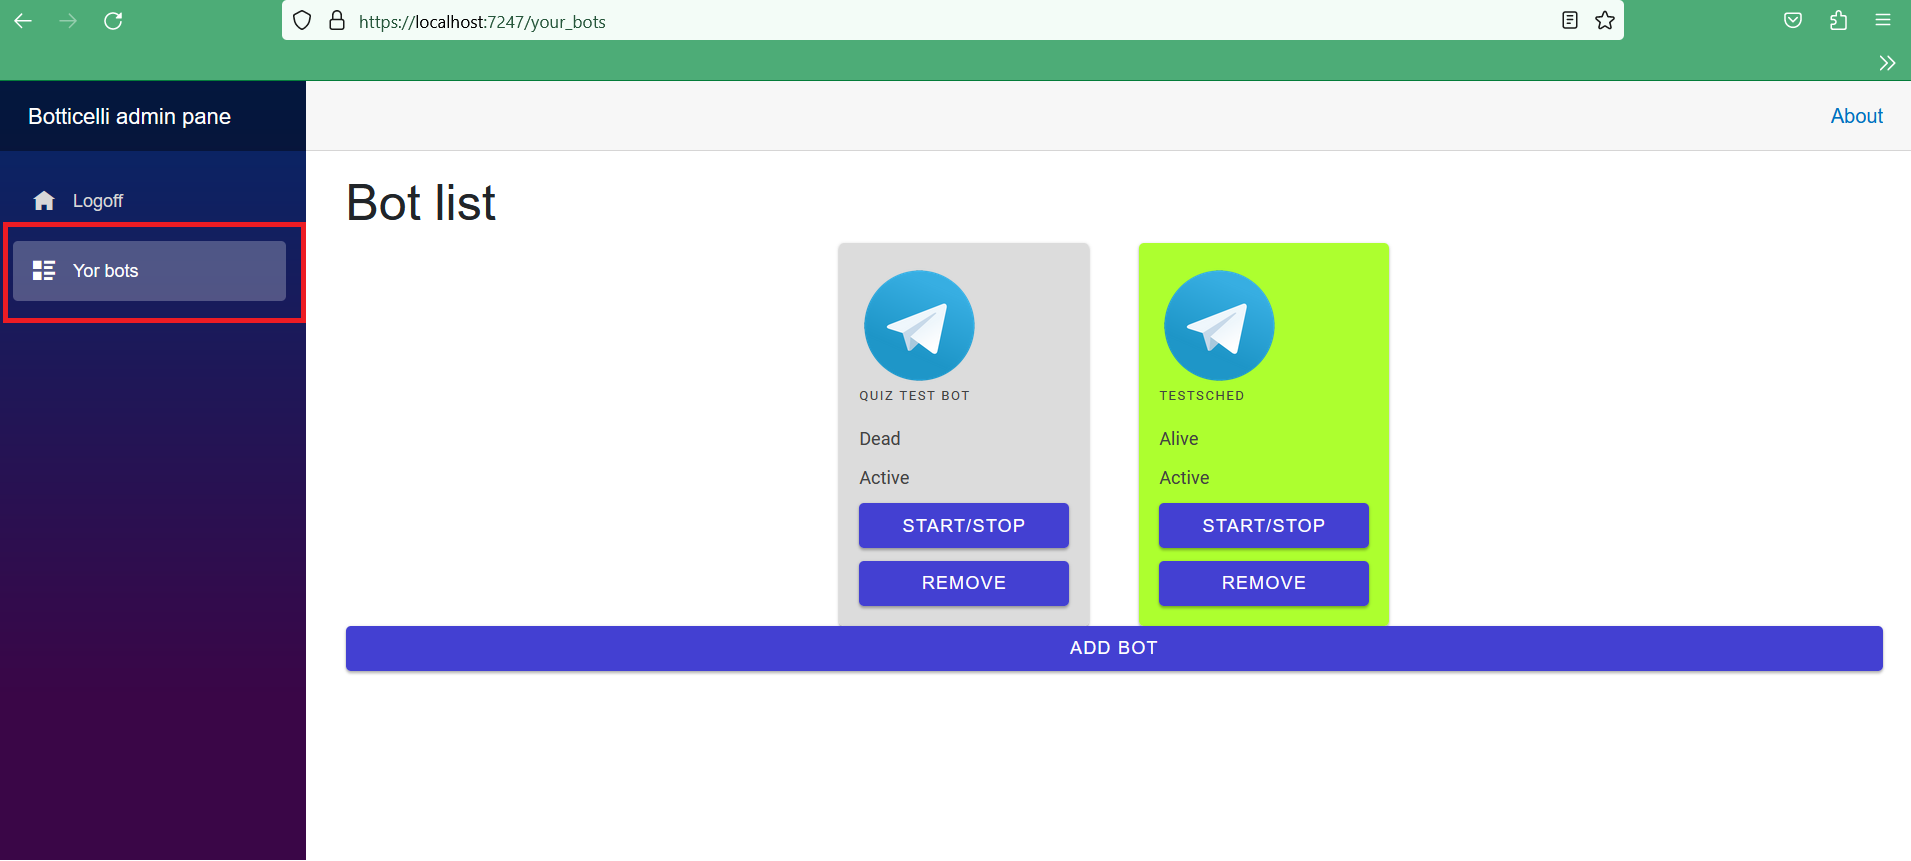 https://localhost:7247/your_bots
Botticelli admin pane
About
Logoff
Yor bots
Bot list
QUIZ TEST BOT
Dead
Active
START/STOP
REMOVE
TESTSCHED
Alive
Active
START/STOP
REMOVE
ADD BOT